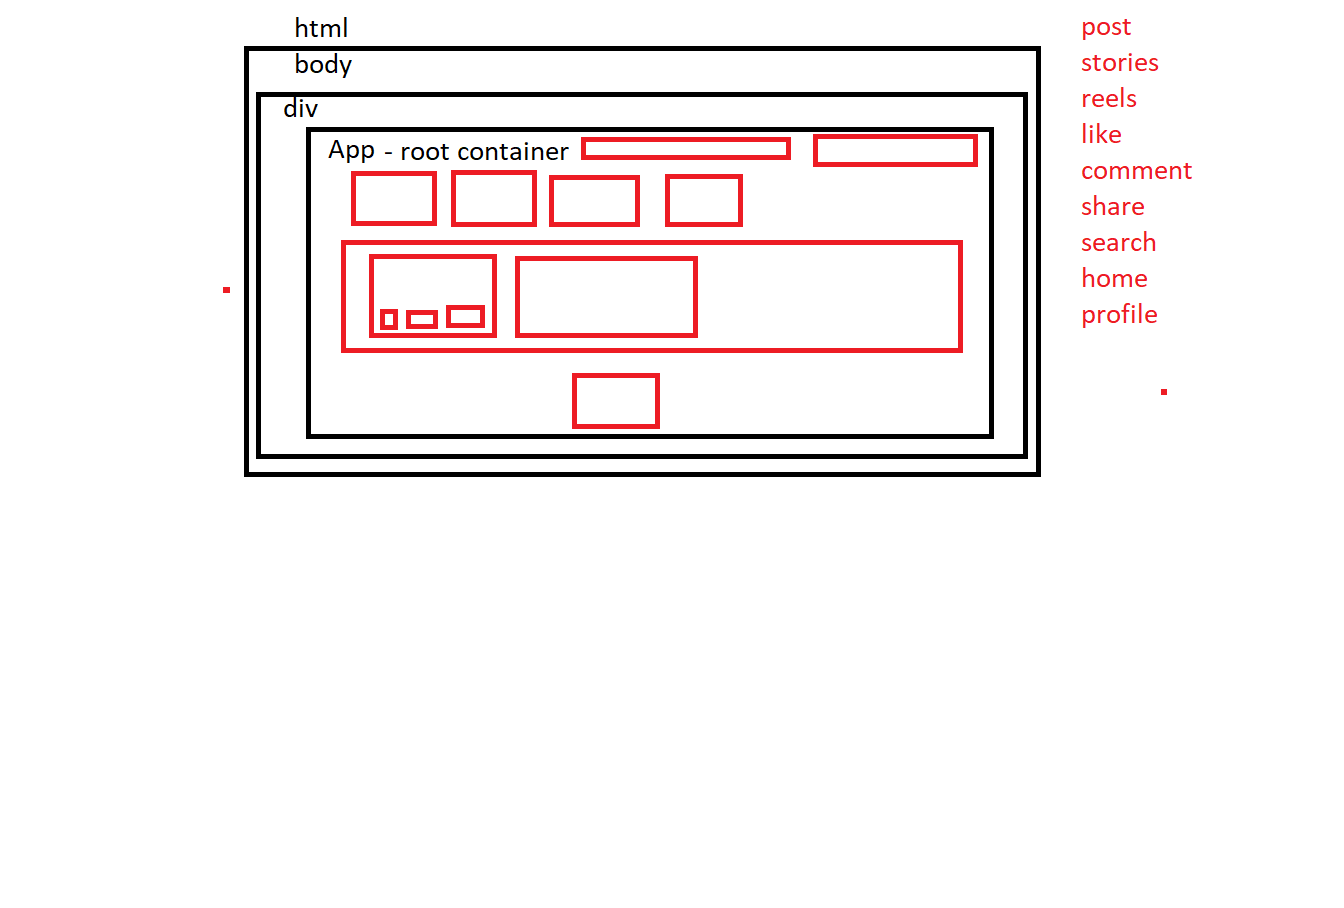 html
body
div
App - root container
post
stories
reels
like
comment
share
search
home
profile